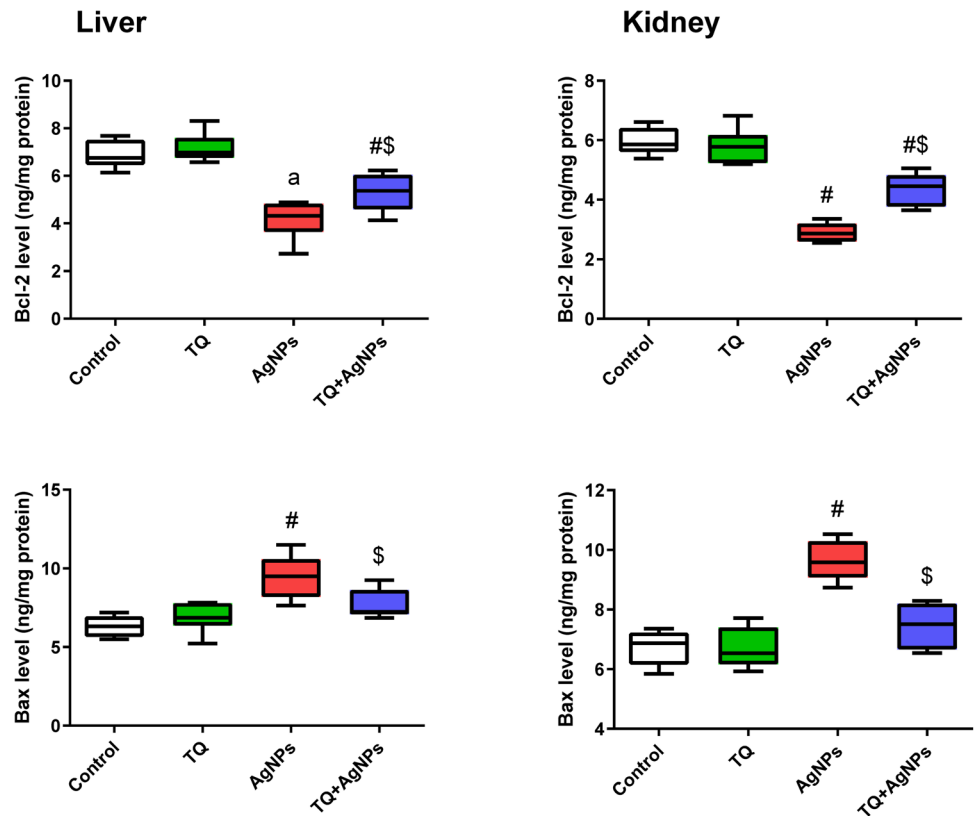 Liver
Kidney
Bcl-2 level (ng/mg protein)
10
8
6
4
2
0
a
#$
Control
TQ
AgNPs
TQ+AgNPs
Bcl-2 level (ng/mg protein)
8
6
4
2
0
#
#$
Control
TQ
AgNPs
TQ+AgNPs
Bax level (ng/mg protein)
15
10
5
0
#
$
Control
TQ
AgNPs
TQ+AgNPs
Bax level (ng/mg protein)
12
10
8
6
4
#
$
Control
TQ
AgNPs
TQ+AgNPs